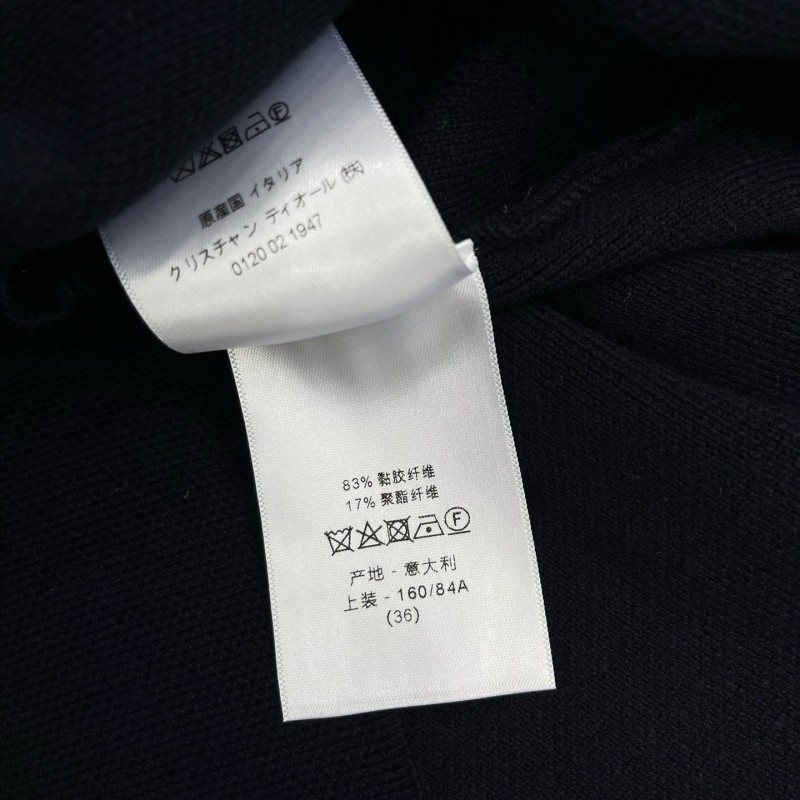 原産国 イタリア
クリスチャン ディオール ㈱
0120 02 1947
83% 黏胶纤维
17% 聚酯纤维
F
产地 - 意大利
上装 - 160/84A
(36)